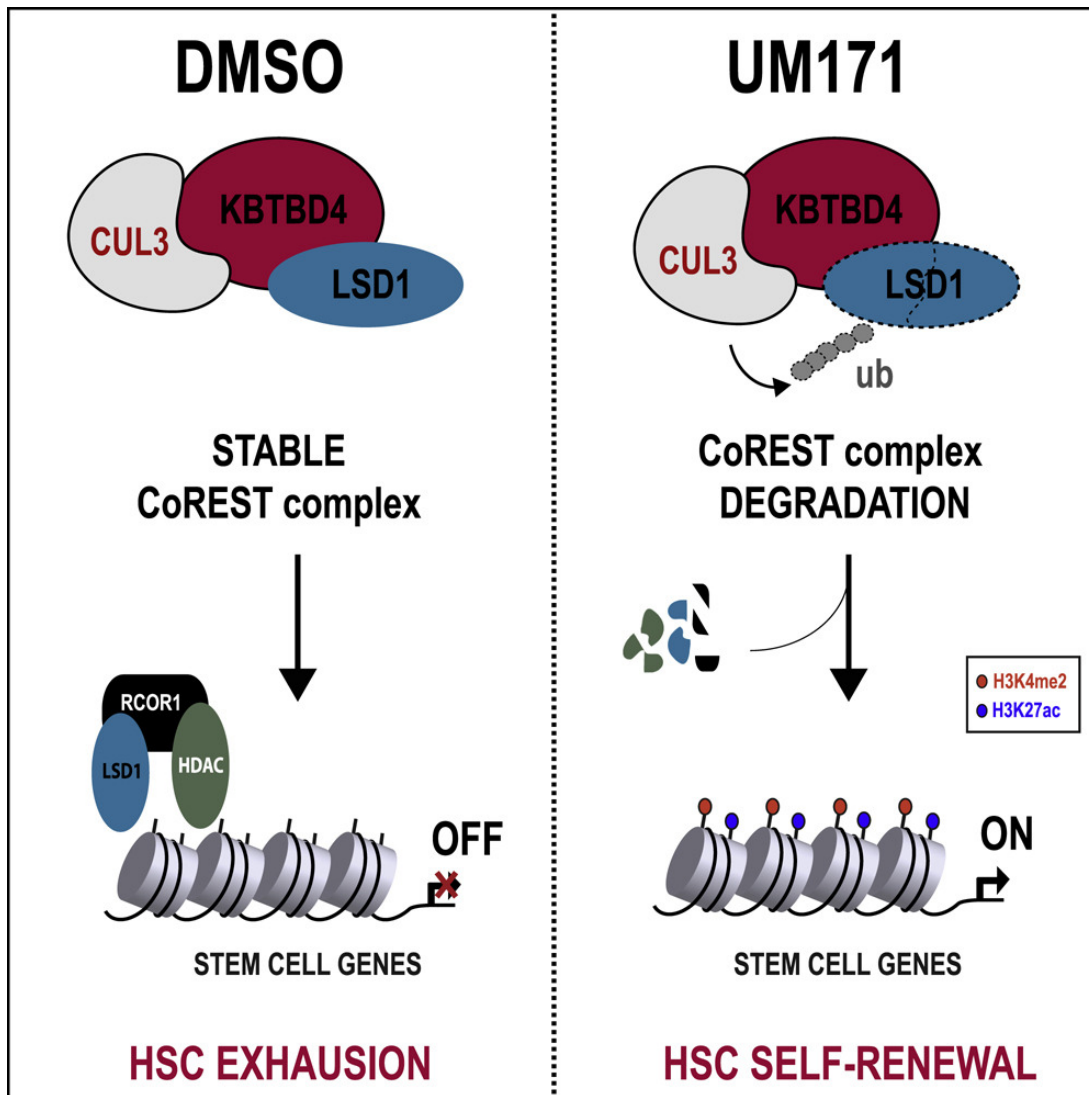 DMSO
CUL3
KBTBD4
LSD1
STABLE
CoREST complex
RCOR1
LSD1
HDAC
OFF
STEM CELL GENES
HSC EXHAUSION
UM171
CUL3
KBTBD4
LSD1
ub
CoREST complex
DEGRADATION
H3K4me2
H3K27ac
ON
STEM CELL GENES
HSC SELF-RENEWAL